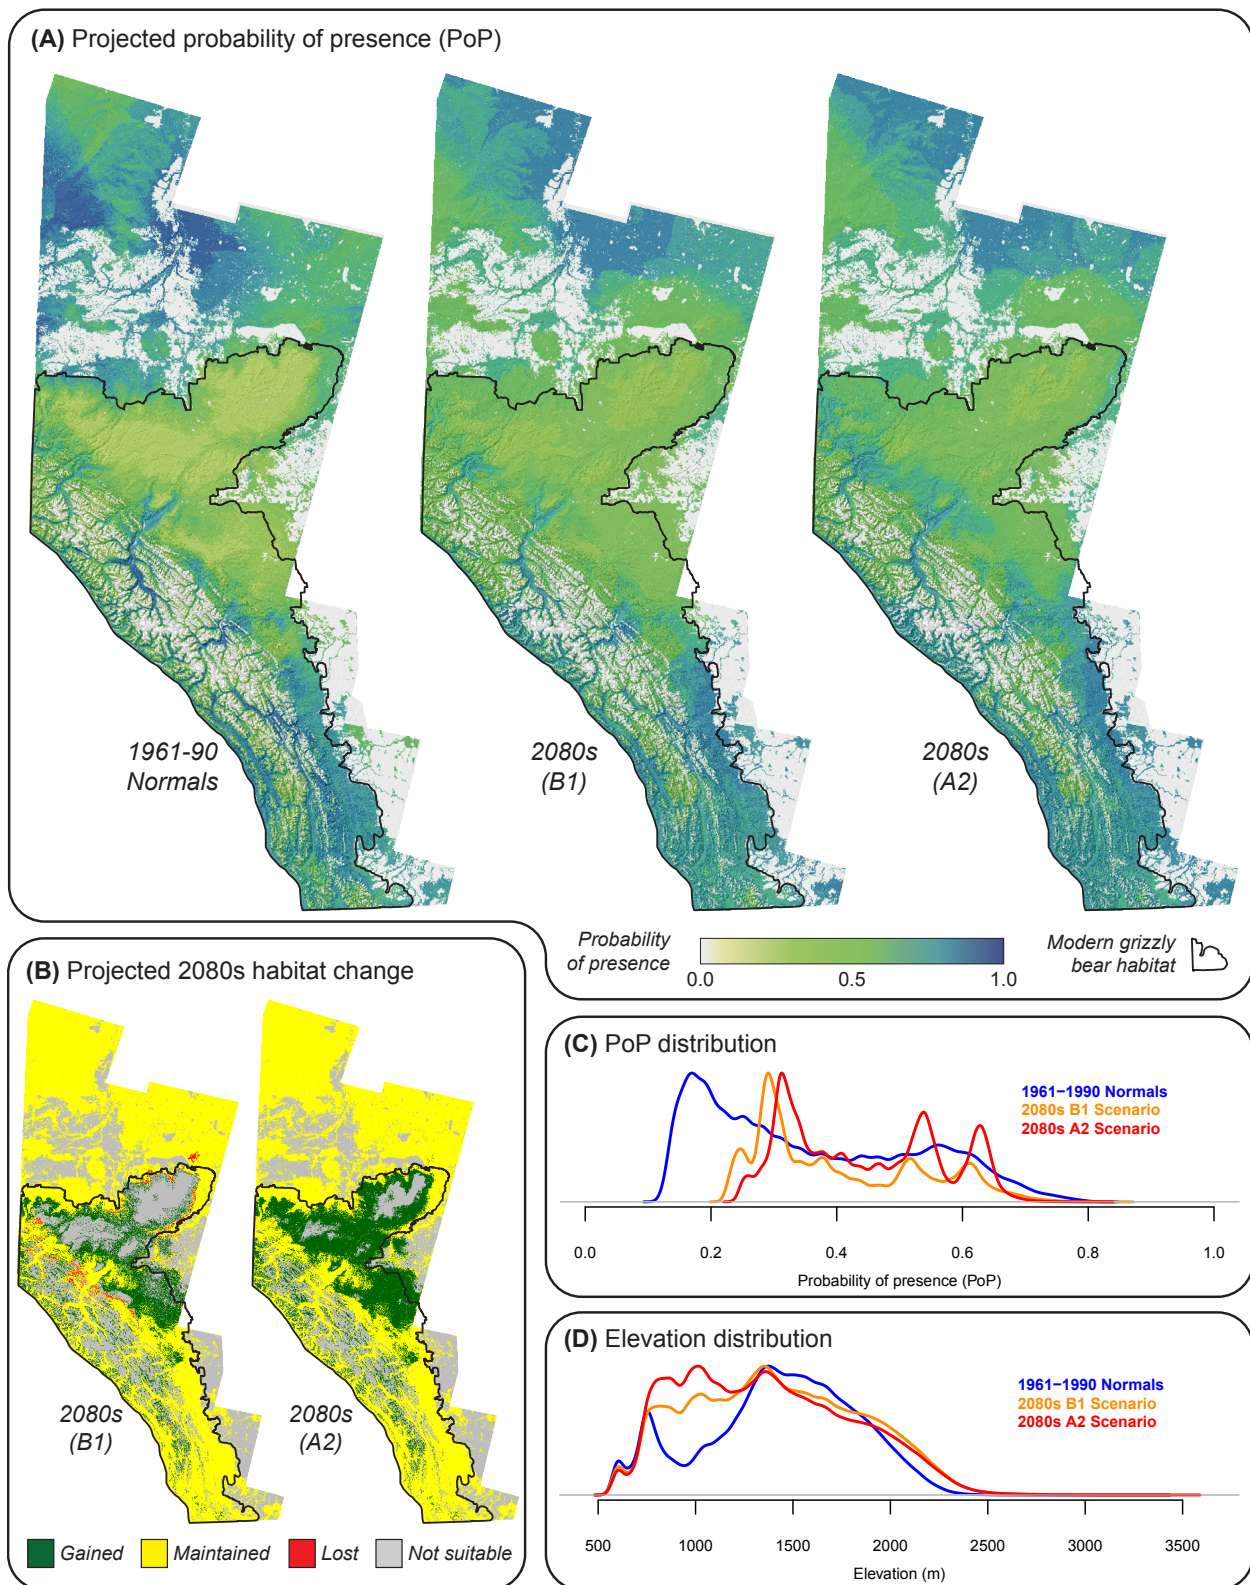 (A) Projected probability of presence (PoP)
1961-90
Normals
2080s
(B1)
2080s
(A2)
Probability
of presence
0.0
0.5
1.0
Modern grizzly
bear habitat
(B) Projected 2080s habitat change
2080s
(B1)
2080s
(A2)
Gained
Maintained
Lost
Not suitable
(C) PoP distribution
1961−1990 Normals
2080s B1 Scenario
2080s A2 Scenario
0.0
0.2
0.4
0.6
0.8
1.0
Probability of presence (PoP)
(D) Elevation distribution
1961−1990 Normals
2080s B1 Scenario
2080s A2 Scenario
500
1000
1500
2000
2500
3000
3500
Elevation (m)